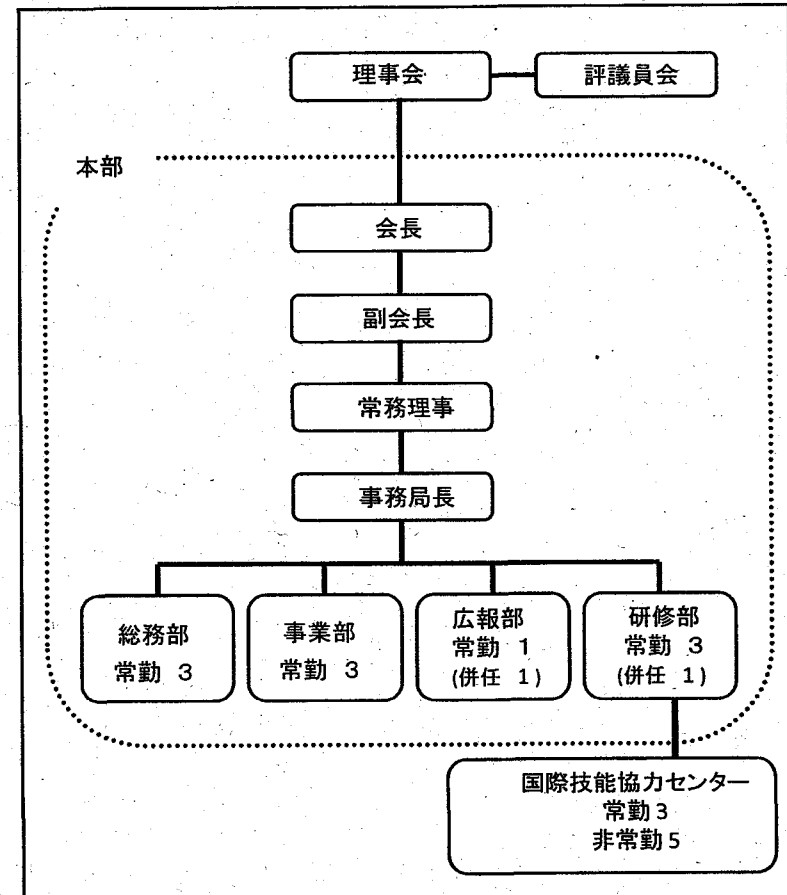 理事会
評議員会
本部
会長
副会長
常務理事
事務局長
総務部
常勤 3
事業部
常勤 3
広報部
常勤 1
(併任 1)
研修部
常勤 3
(併任 1)
国際技能協力センター
常勤3
非常勤5